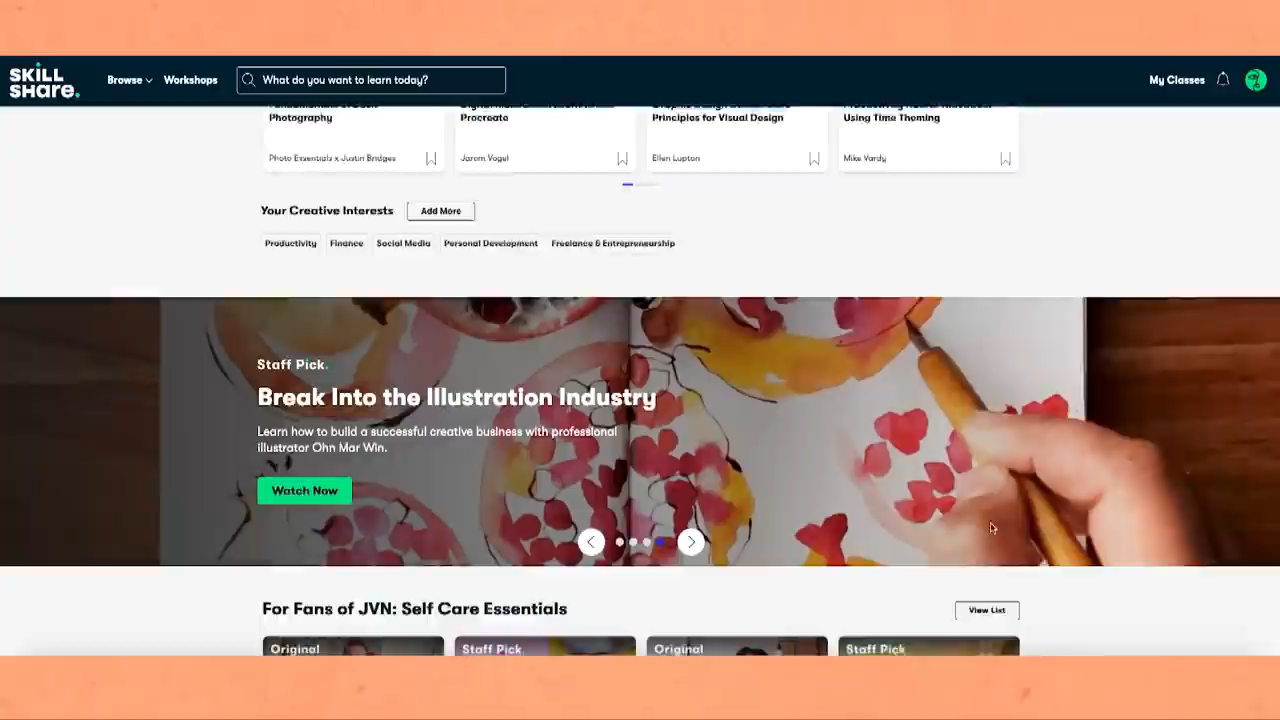 SKILL
SHARE.
Browse
Workshops
What do you want to learn today?
My Classes
Photography
Procreate
Principles for Visual Design
Using Time Theming
Photo Essentials x Justin Bridges
Jarom Vogel
Ellen Lupton
Mike Vardy
Your Creative Interests
Add More
Productivity
Finance
Social Media
Personal Development
Freelance & Entrepreneurship
Staff Pick.
Break Into the Illustration Industry
Learn how to build a successful creative business with professional
illustrator Ohn Mar Win.
Watch Now
For Fans of JVN: Self Care Essentials
View List
Original
Staff Pick
Original
Staff Pick